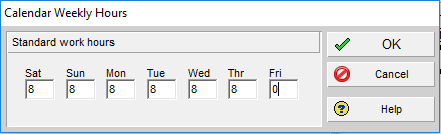 Calendar Weekly Hours
Standard work hours
Sat Sun Mon Tue Wed Thr Fri
8 8 8 8 8 8 0
OK
Cancel
Help